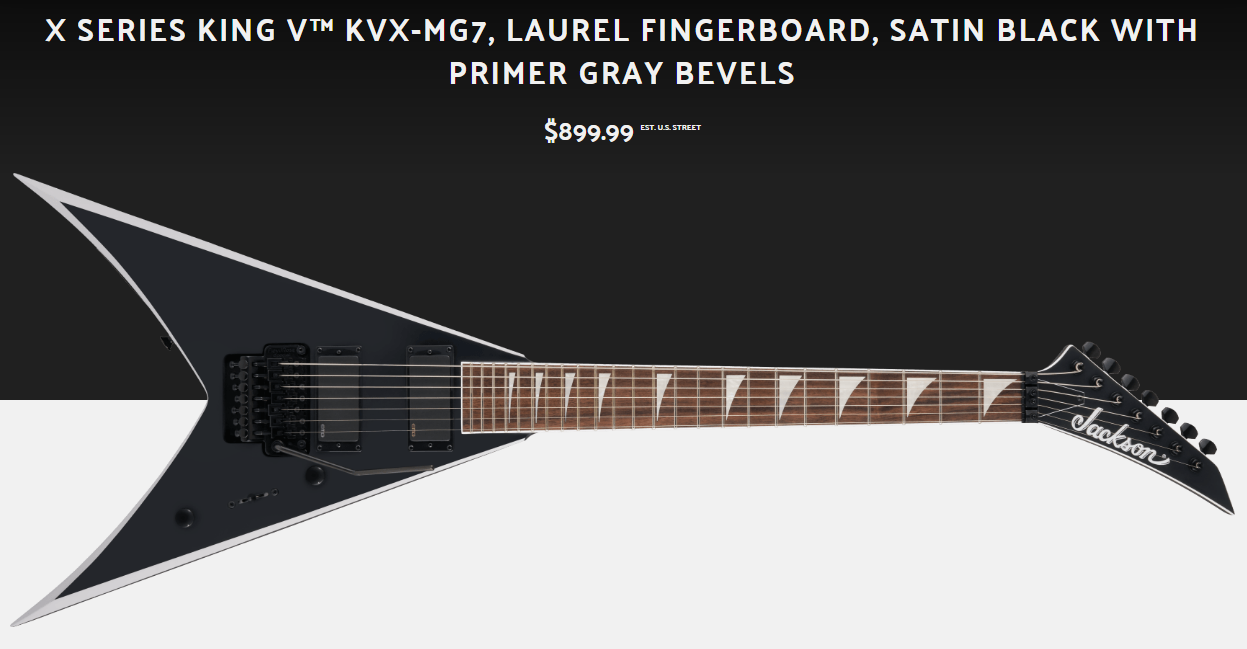 X SERIES KING V™ KVX-MG7, LAUREL FINGERBOARD, SATIN BLACK WITH
PRIMER GRAY BEVELS
$899.99 EST. U.S. STREET
Jackson